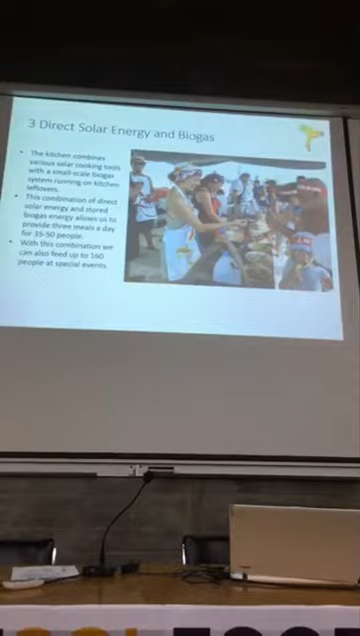 3 Direct Solar Energy and Biogas
• The kitchen combines
various solar cooking tools
with a small-scale biogas
system running on kitchen
leftovers.
• This combination of direct
solar energy and stored
biogas energy allows us to
provide three meals a day
for 35-50 people.
• With this combination we
can also feed up to 160
people at special events.